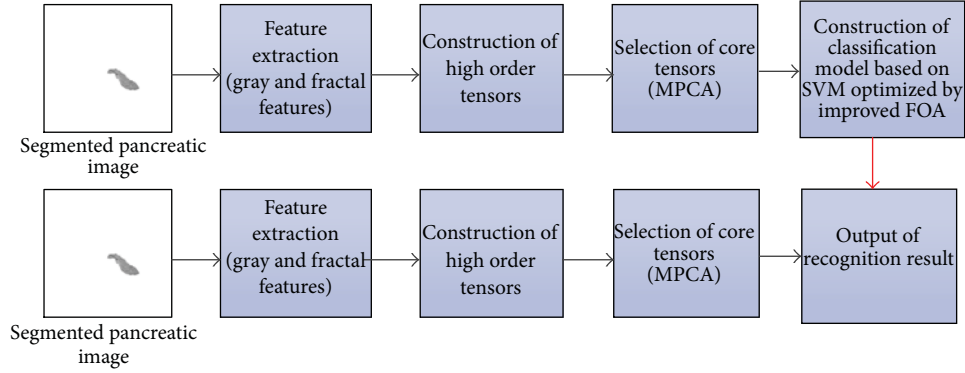 Segmented pancreatic
image
Feature
extraction
(gray and fractal
features)
Construction of
high order
tensors
Selection of core
tensors
(MPCA)
Construction of
classification
model based on
SVM optimized by
improved FOA
Segmented pancreatic
image
Feature
extraction
(gray and fractal
features)
Construction of
high order
tensors
Selection of core
tensors
(MPCA)
Output of
recognition result